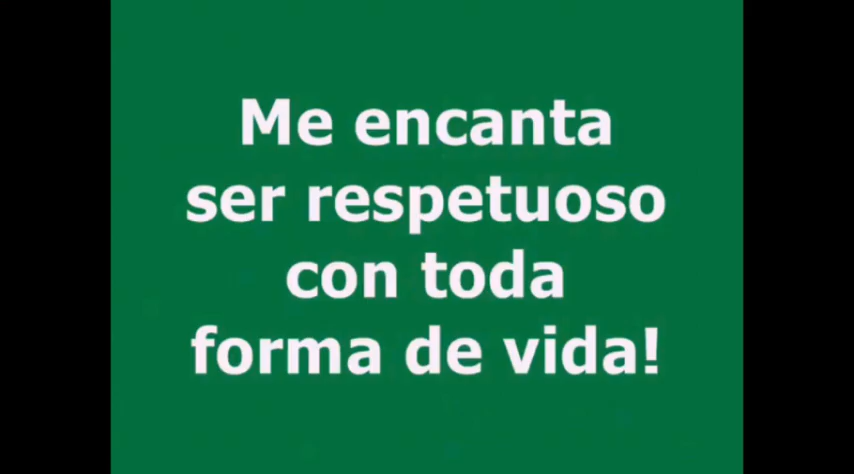 Me encanta
ser respetuoso
con toda
forma de vida!